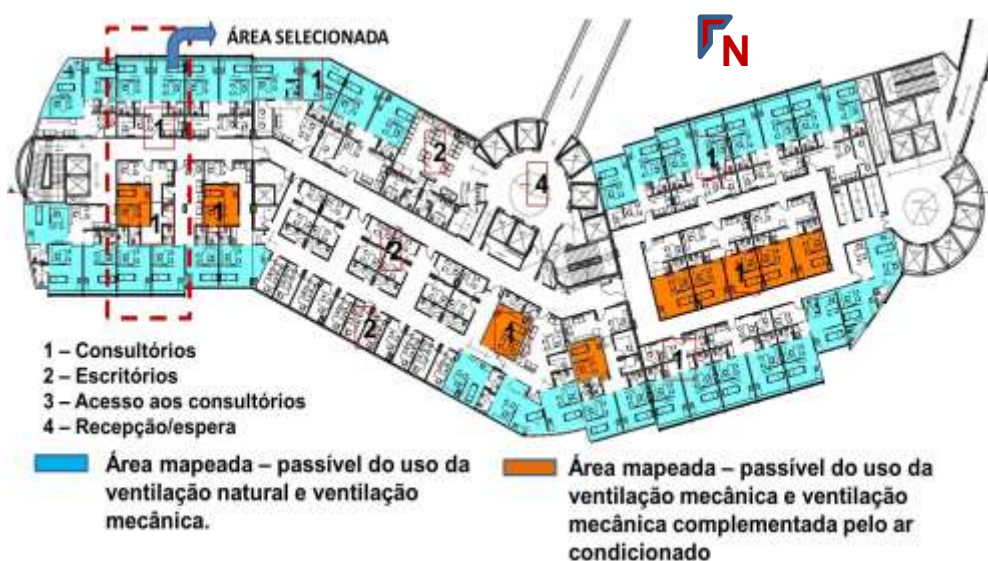 ÁREA SELECIONADA
N
1
1
1
2
4
1
1
1
2
1
1
2
1
1 – Consultórios
2 – Escritórios
3 – Acesso aos consultórios
4 – Recepção/espera
Área mapeada – passível do uso da
ventilação natural e ventilação
mecânica.
Área mapeada – passível do uso da
ventilação mecânica e ventilação
mecânica complementada pelo ar
condicionado